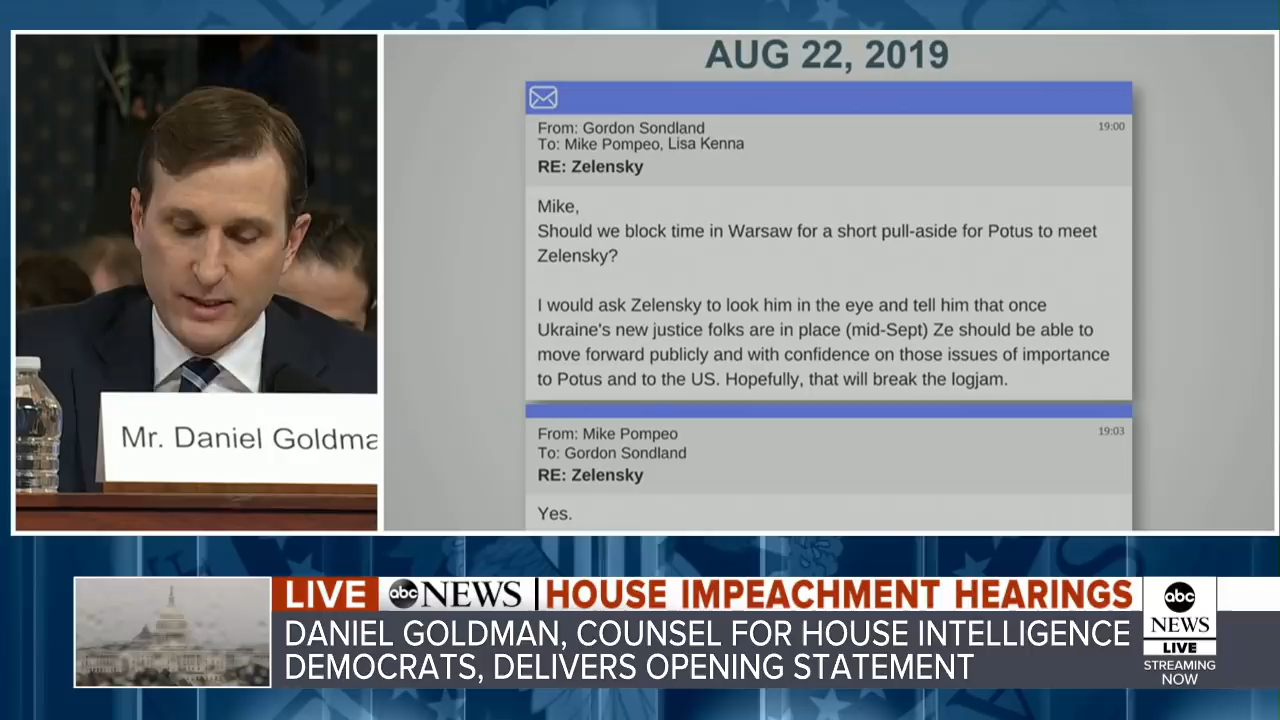 AUG 22, 2019
From: Gordon Sondland
19:00
To: Mike Pompeo, Lisa Kenna
RE: Zelensky
Mike,
Should we block time in Warsaw for a short pull-aside for Potus to meet
Zelensky?
I would ask Zelensky to look him in the eye and tell him that once
Ukraine's new justice folks are in place (mid-Sept) Ze should be able to
move forward publicly and with confidence on those issues of importance
to Potus and to the US. Hopefully, that will break the logjam.
From: Mike Pompeo
19:03
To: Gordon Sondland
RE: Zelensky
Yes.
Mr. Daniel Goldma
LIVE abc NEWS HOUSE IMPEACHMENT HEARINGS
DANIEL GOLDMAN, COUNSEL FOR HOUSE INTELLIGENCE
DEMOCRATS, DELIVERS OPENING STATEMENT
abc
NEWS
LIVE
STREAMING
NOW